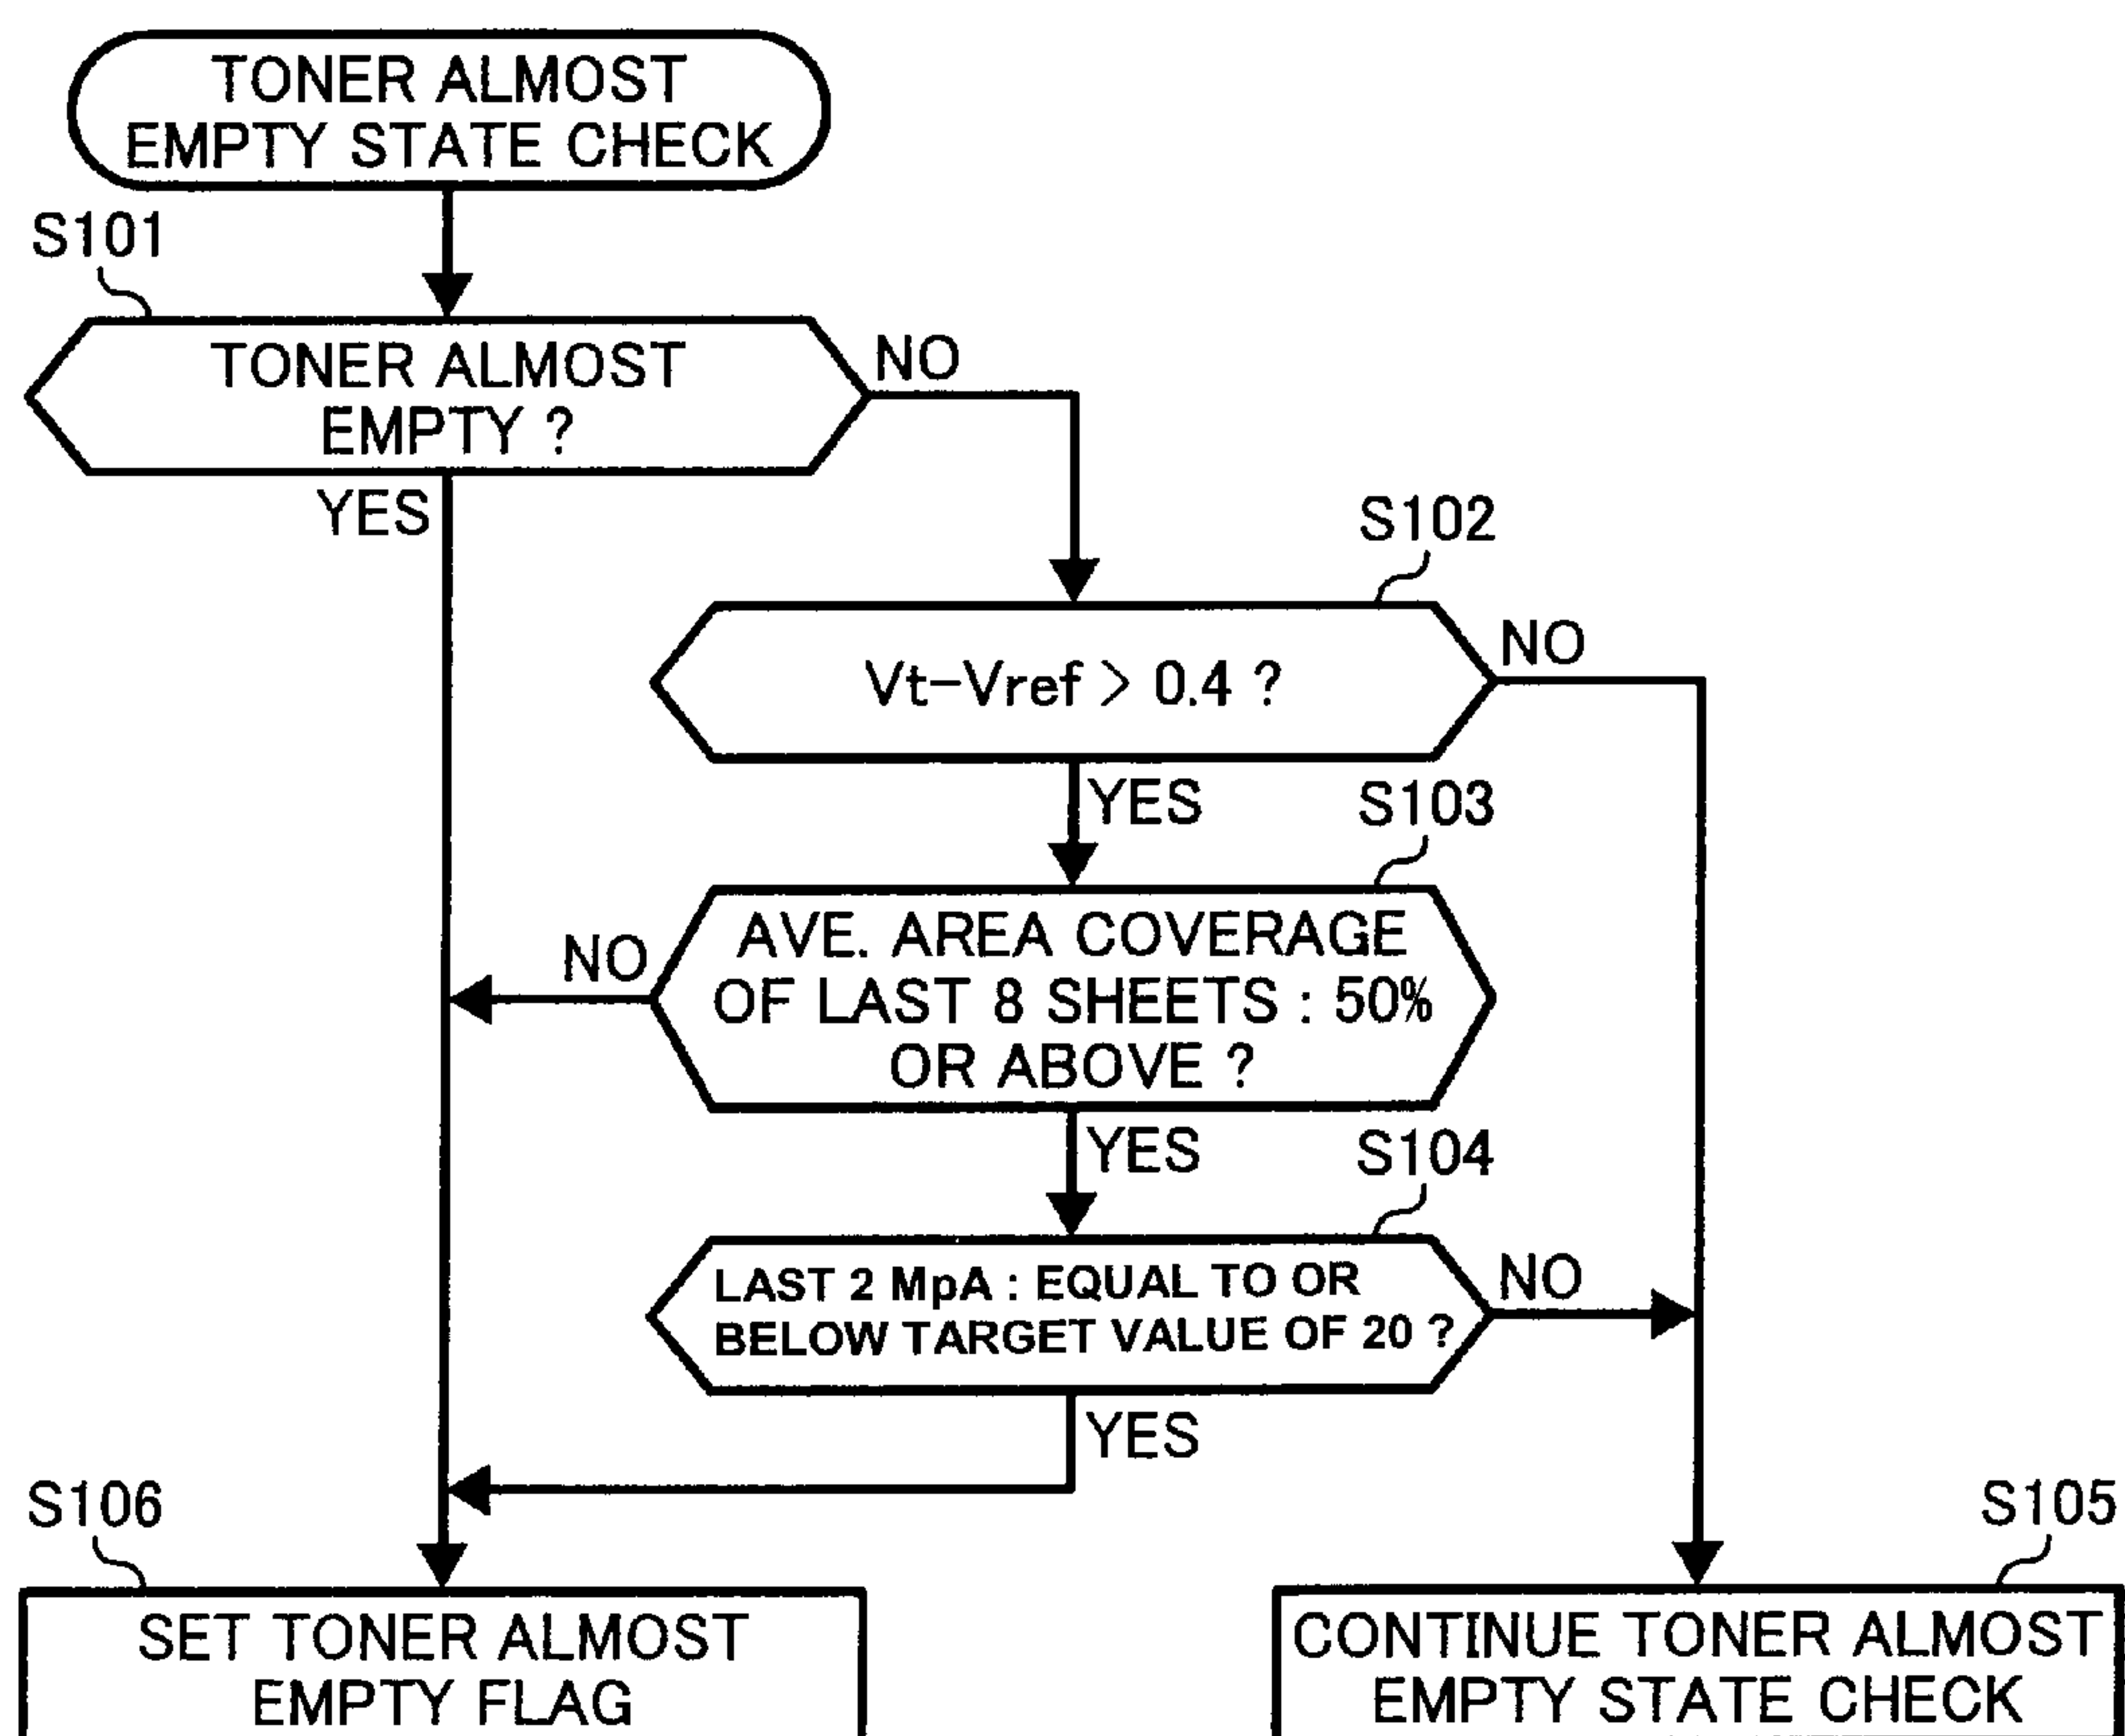 TONER ALMOST
EMPTY STATE CHECK
S101
TONER ALMOST
EMPTY ?
NO
YES
S102
Vt-Vref > 0.4 ?
NO
YES
S103
AVE. AREA COVERAGE
OF LAST 8 SHEETS : 50%
OR ABOVE ?
NO
YES
S104
LAST 2 MpA : EQUAL TO OR
BELOW TARGET VALUE OF 20 ?
NO
YES
S106
SET TONER ALMOST
EMPTY FLAG
S105
CONTINUE TONER ALMOST
EMPTY STATE CHECK